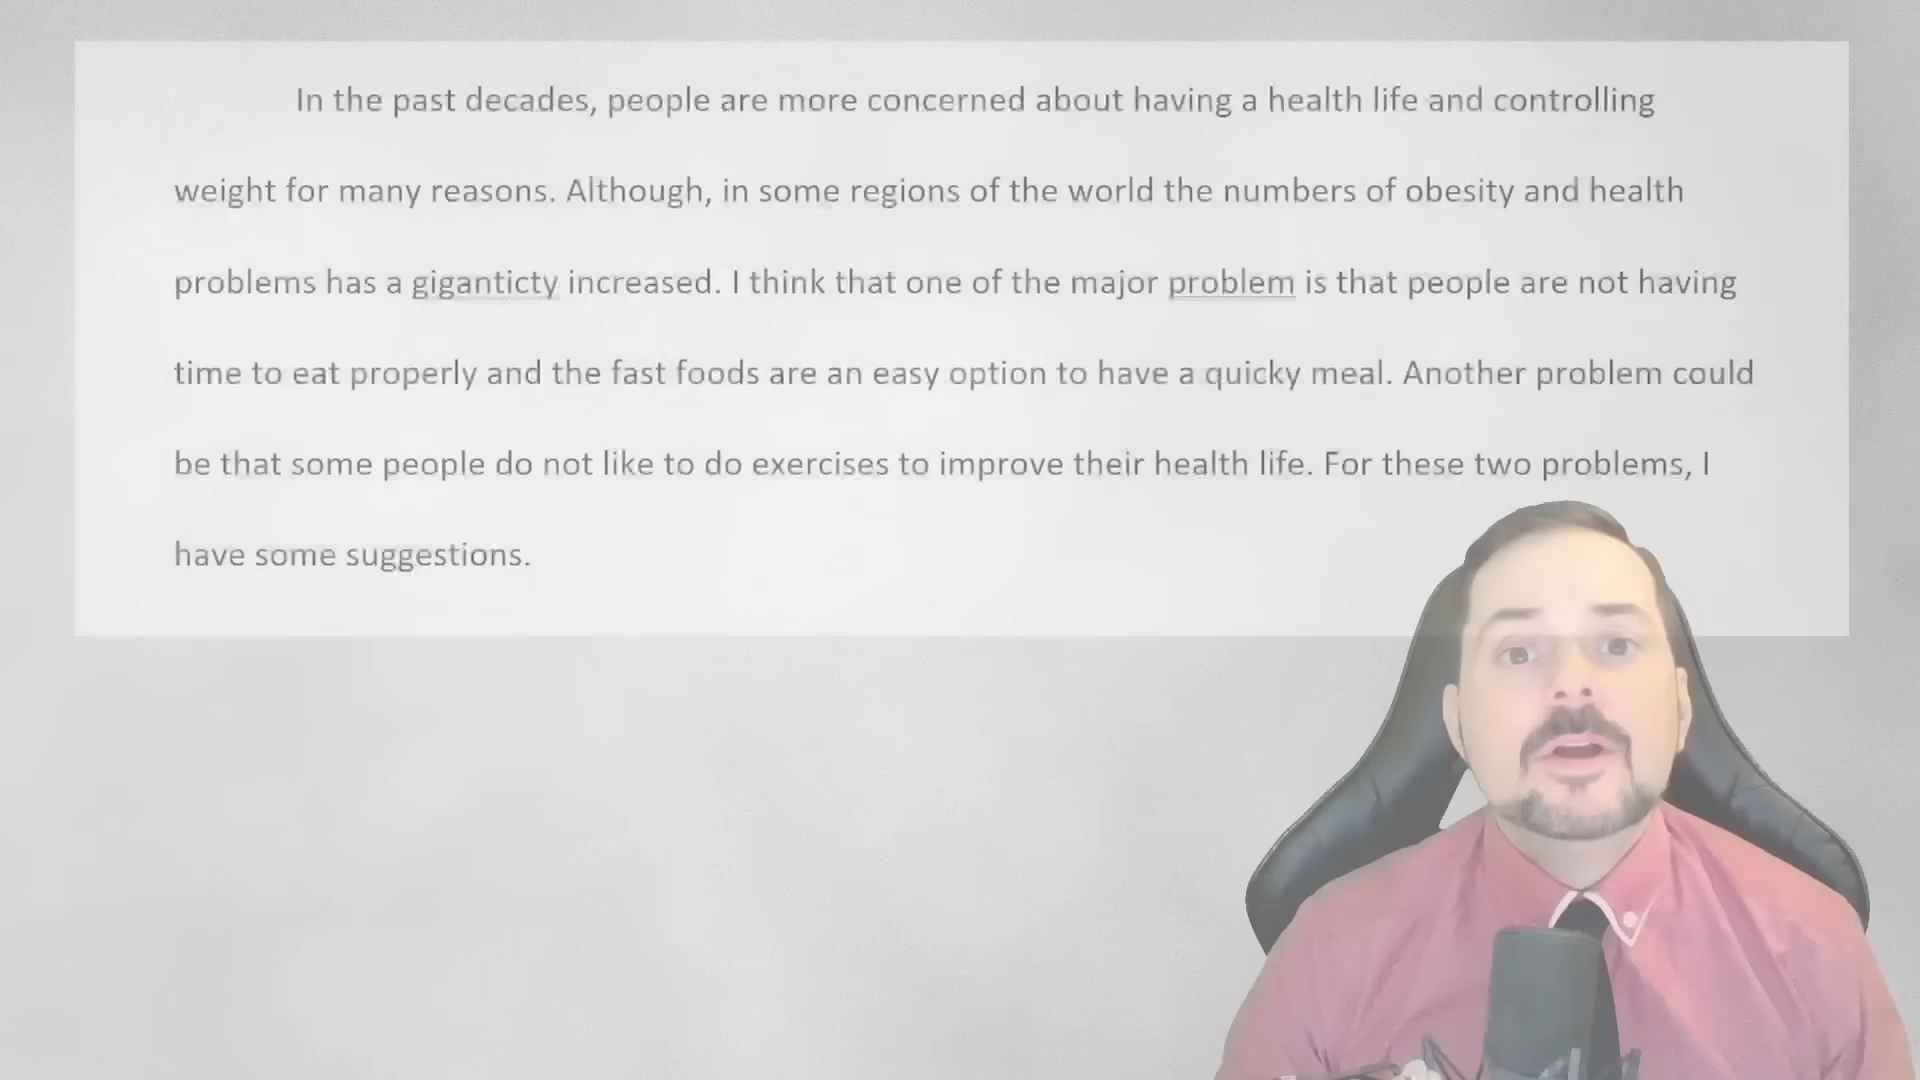 In the past decades, people are more concerned about having a health life and controlling
weight for many reasons. Although, in some regions of the world the numbers of obesity and health
problems has a giganticty increased. I think that one of the major problem is that people are not having
time to eat properly and the fast foods are an easy option to have a quicky meal. Another problem could
be that some people do not like to do exercises to improve their health life. For these two problems, I
have some suggestions.